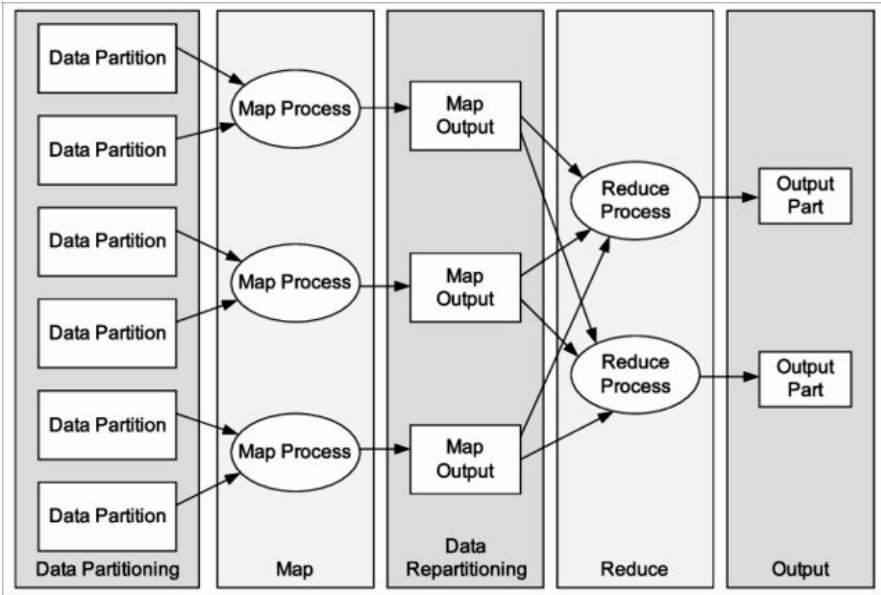 Data Partition
Data Partition
Data Partition
Data Partition
Data Partition
Data Partition
Data Partitioning
Map Process
Map Process
Map Process
Map
Map
Output
Map
Output
Map
Output
Data
Repartitioning
Reduce
Process
Reduce
Process
Reduce
Output
Part
Output
Part
Output